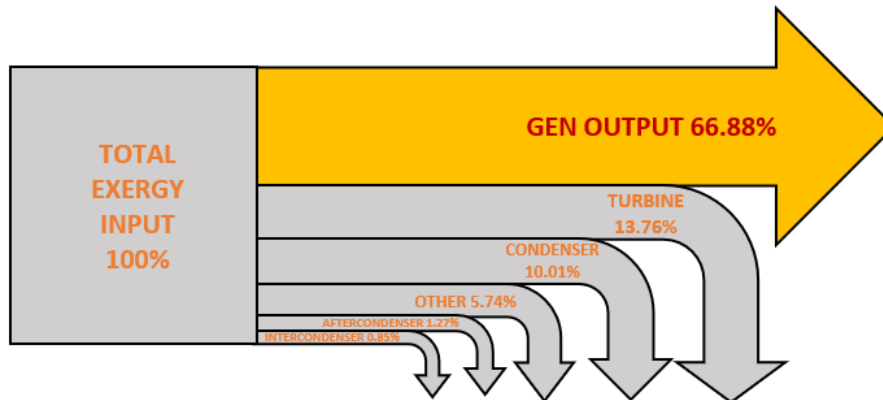 TOTAL
EXERGY
INPUT
100%
GEN OUTPUT 66.88%
TURBINE
13.76%
CONDENSER
10.01%
OTHER 5.74%
AFTERCONDENSER 1.27%
INTERCONDENSER 0.85%